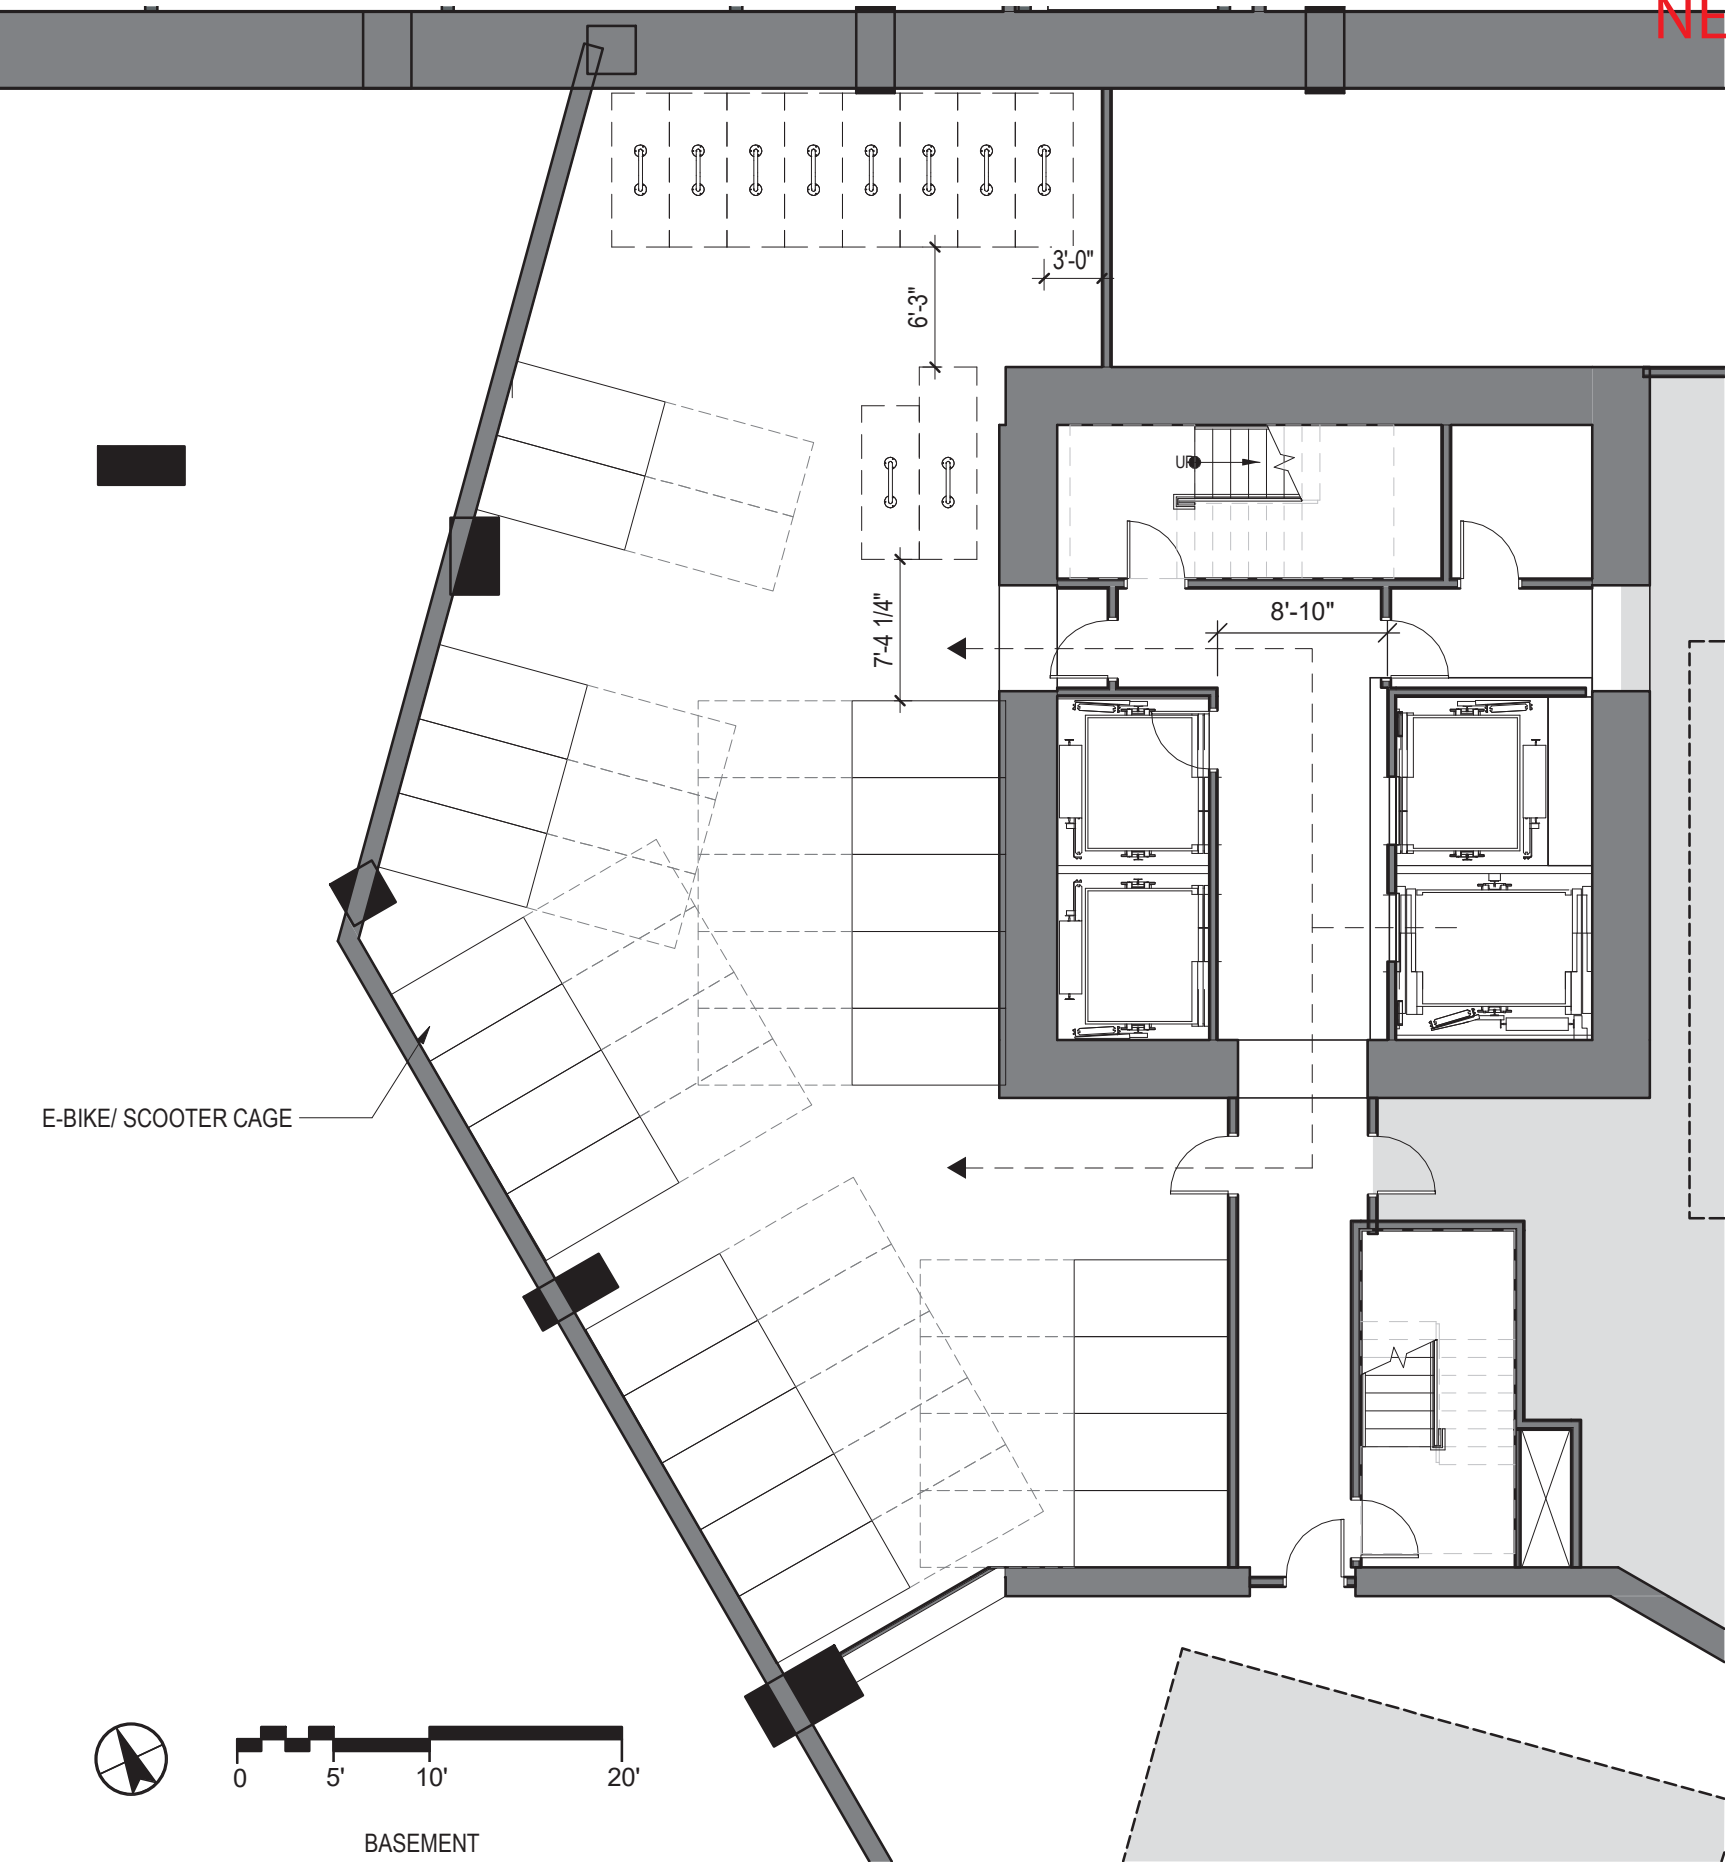 NE
3'-0"
6'-3"
UP
7'-4 1/4"
8'-10"
E-BIKE/ SCOOTER CAGE
0 5' 10' 20'
BASEMENT